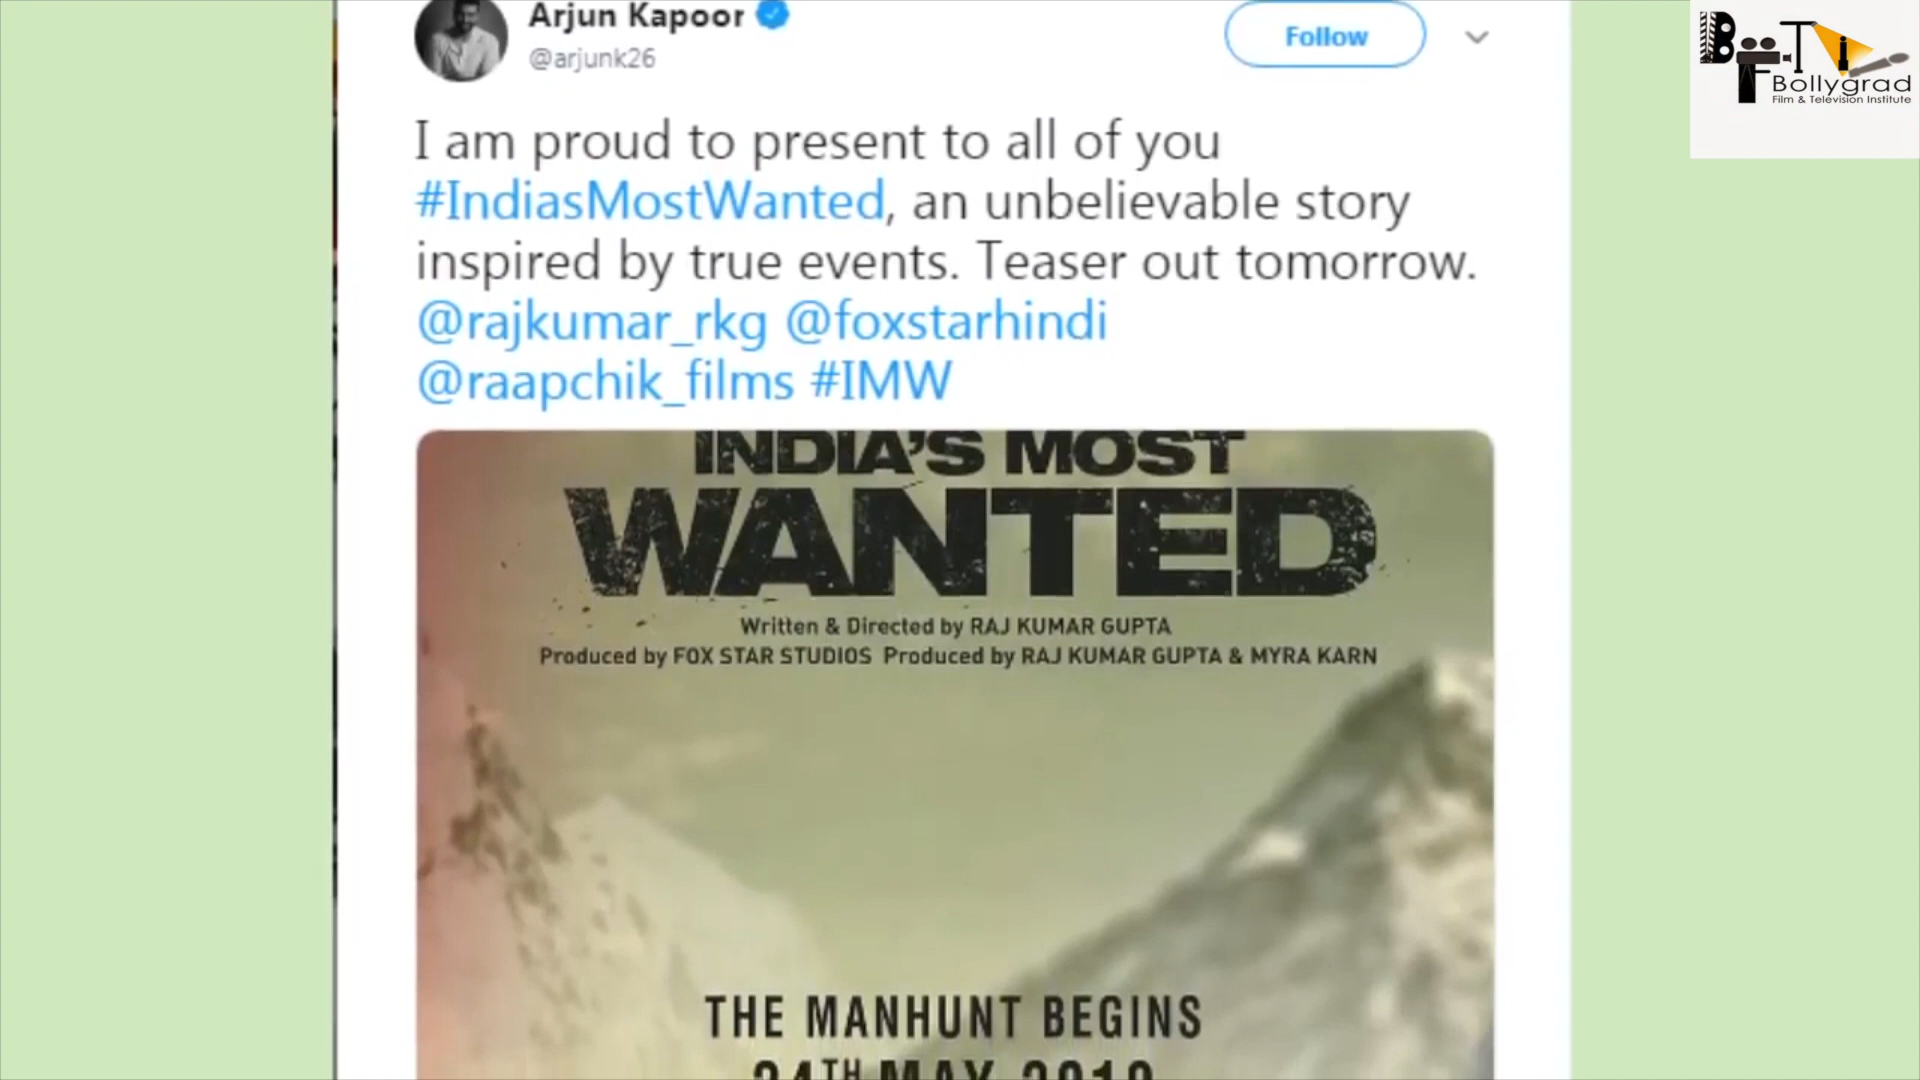 Arjun Kapoor
@arjunk26
Follow
I am proud to present to all of you
#IndiasMostWanted, an unbelievable story
inspired by true events. Teaser out tomorrow.
@rajkumar_rkg @foxstarhindi
@raapchik_films #IMW
INDIA'S MOST
WANTED
Written & Directed by RAJ KUMAR GUPTA
Produced by FOX STAR STUDIOS Produced by RAJ KUMAR GUPTA & MYRA KARN
THE MANHUNT BEGINS
24TH MAY 2019
BFTI
Bollygrad
Film & Television Institute